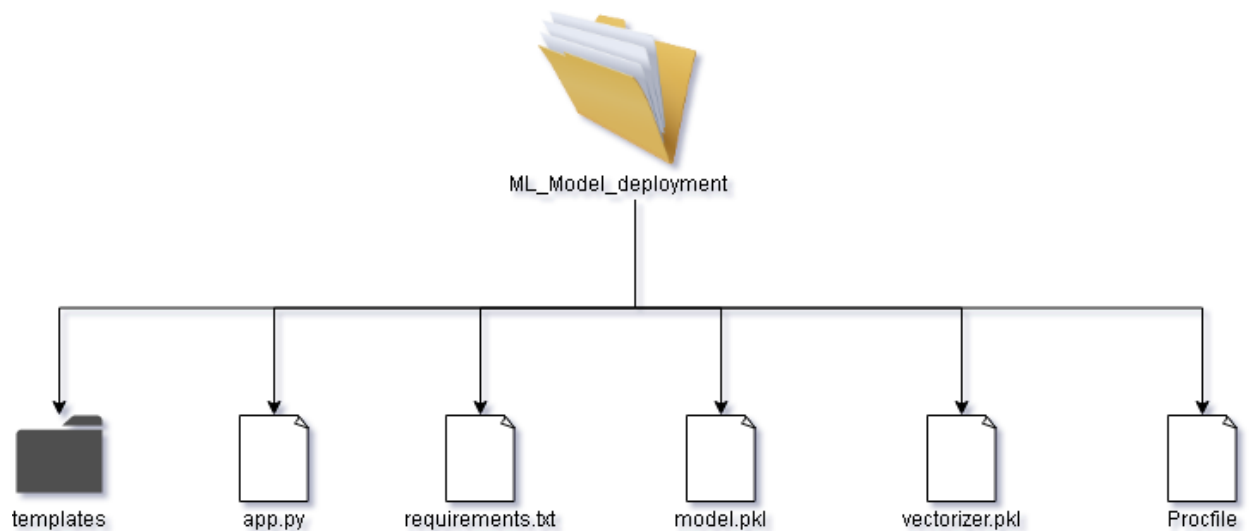 ML_Model_deployment
templates
app.py
requirements.txt
model.pkl
vectorizer.pkl
Procfile